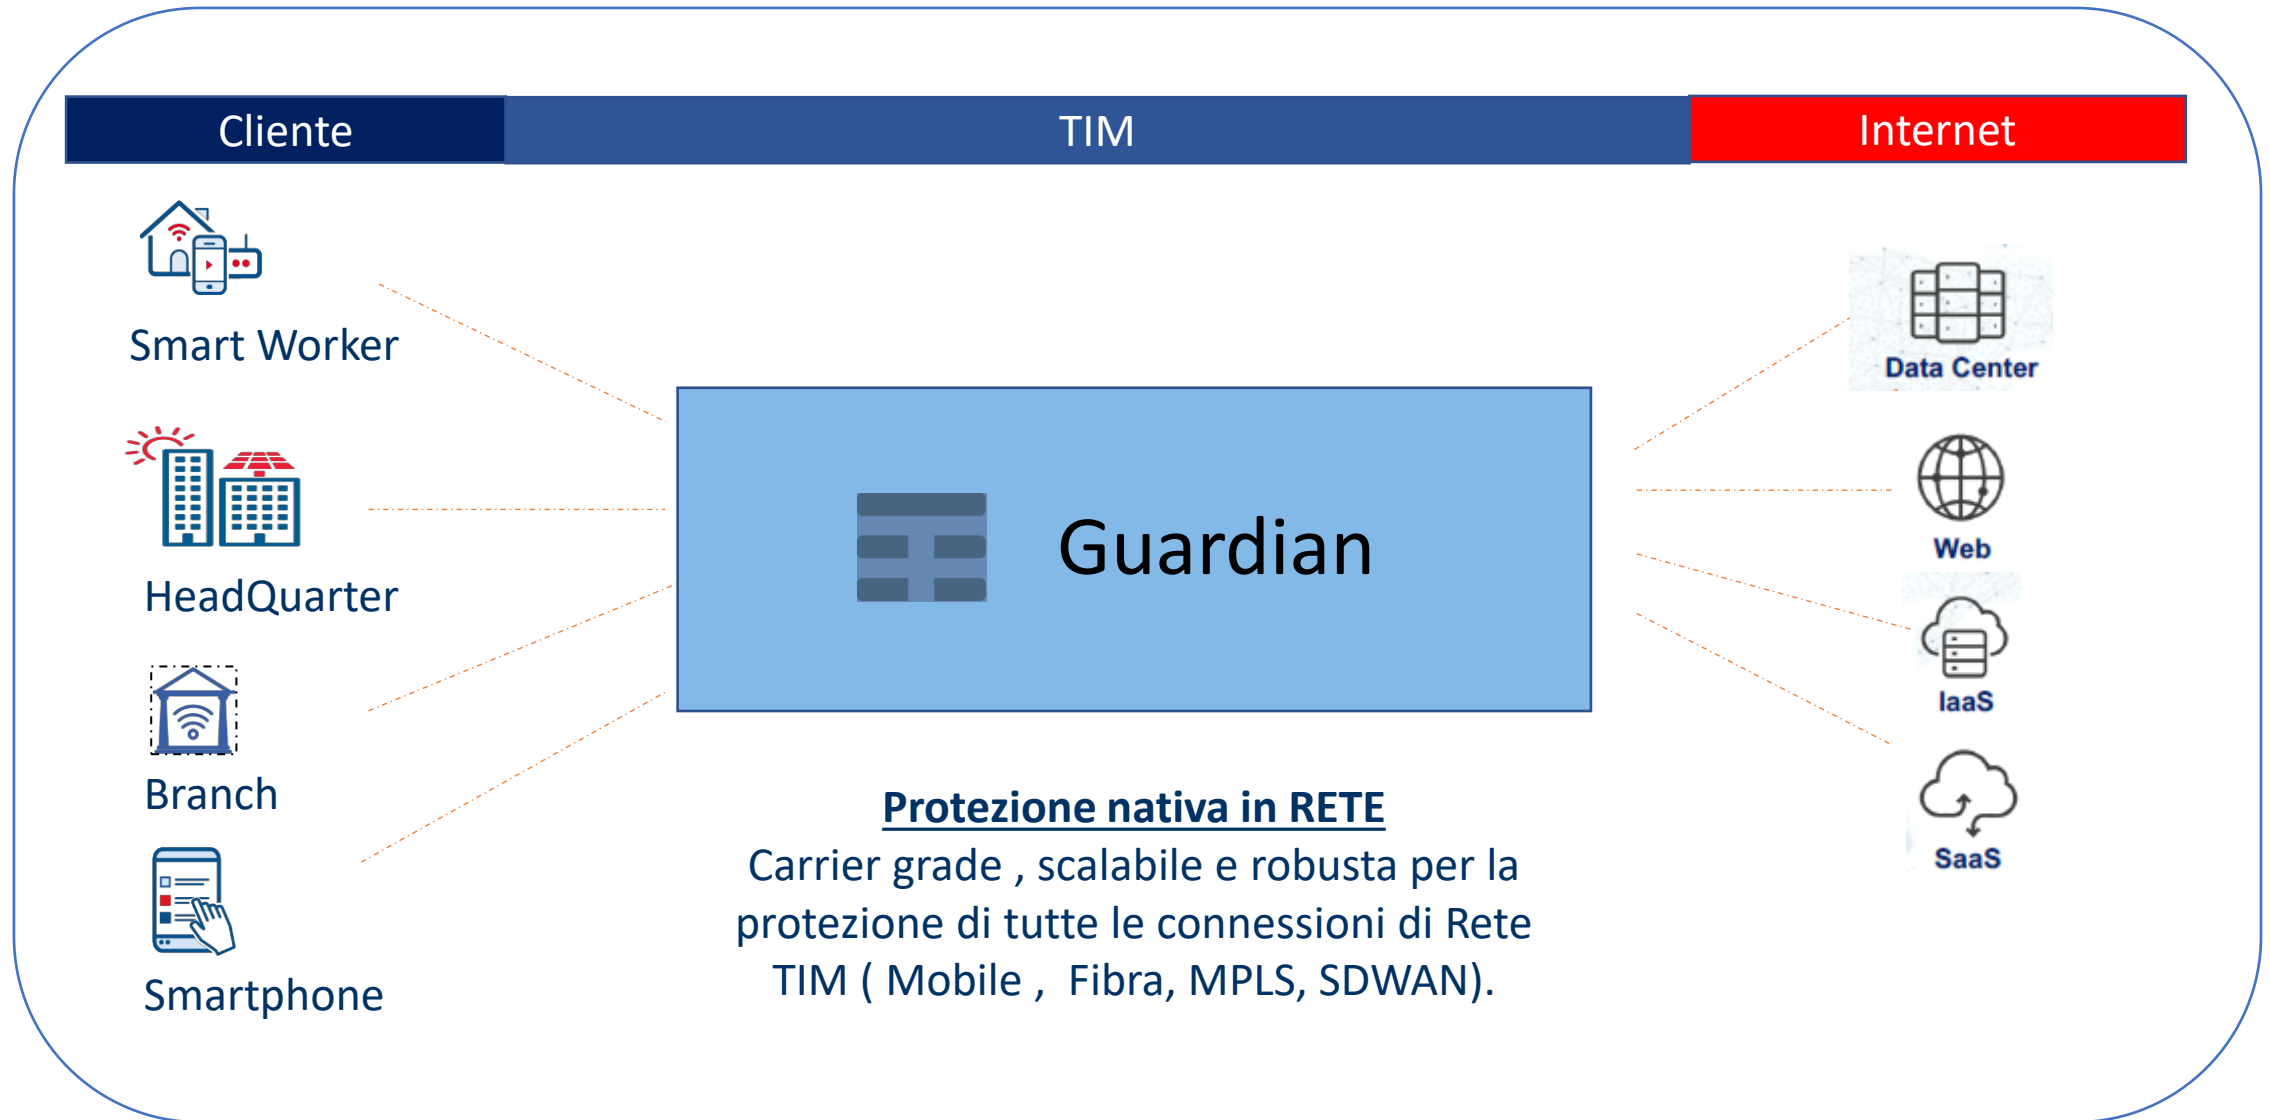 Cliente
TIM
Internet
Smart Worker
HeadQuarter
Branch
Smartphone
Guardian
Protezione nativa in RETE
Carrier grade , scalabile e robusta per la
protezione di tutte le connessioni di Rete
TIM ( Mobile ,  Fibra, MPLS, SDWAN).
Data Center
Web
IaaS
SaaS